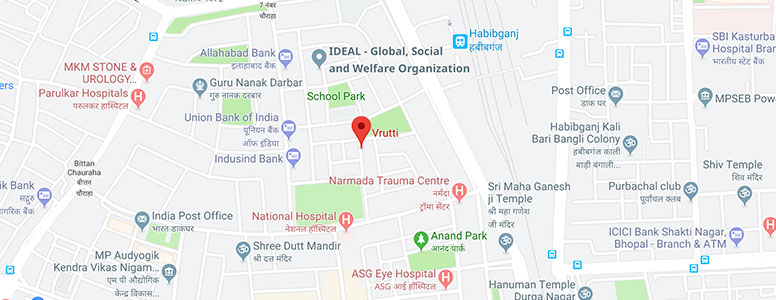 7 नंबर
चौराहा
Allahabad Bank
इलाहाबाद बैंक
IDEAL - Global, Social
and Welfare Organization
Habibganj
हबीबगंज
SBI Kasturba
Hospital Branch
भारतीय स्टेट बैंक
MKM STONE &
UROLOGY...
Parulkar Hospitals
परुलकर हास्पिटल
Guru Nanak Darbar
गुरु नानक दरबार
School Park
Post Office
डाक घर
MPSEB Pow
Union Bank of India
यूनियन बैंक
ऑफ इंडिया
Vrutti
Habibganj Kali
Bari Bangli Colony
हबीबगंज काली
बाड़ी बंगाली...
Indusind Bank
Bittan
Chauraha
बीत्तन
चौराहा
Shiv Temple
शिव मंदिर
Narmada Trauma Centre
नर्मदा
ट्रॉमा सेंटर
Sri Maha Ganesh
ji Temple
श्री महा गणेश
जी मंदिर
Purbachal club
पूर्वांचल क्लब
ik Bank
सद्गुरु
नागरिक बैंक
India Post Office
भारत डाकघर
National Hospital
नेशनल हॉस्पिटल
Anand Park
आनंद पार्क
ICICI Bank Shakti Nagar,
Bhopal - Branch & ATM
Shree Dutt Mandir
श्री दत्त मंदिर
MP Audyogik
Kendra Vikas Nigam...
एम पी औद्योगिक
केन्द्र विकास...
ASG Eye Hospital
ASG आई हॉस्पिटल
Hanuman Temple
Durga Nagar